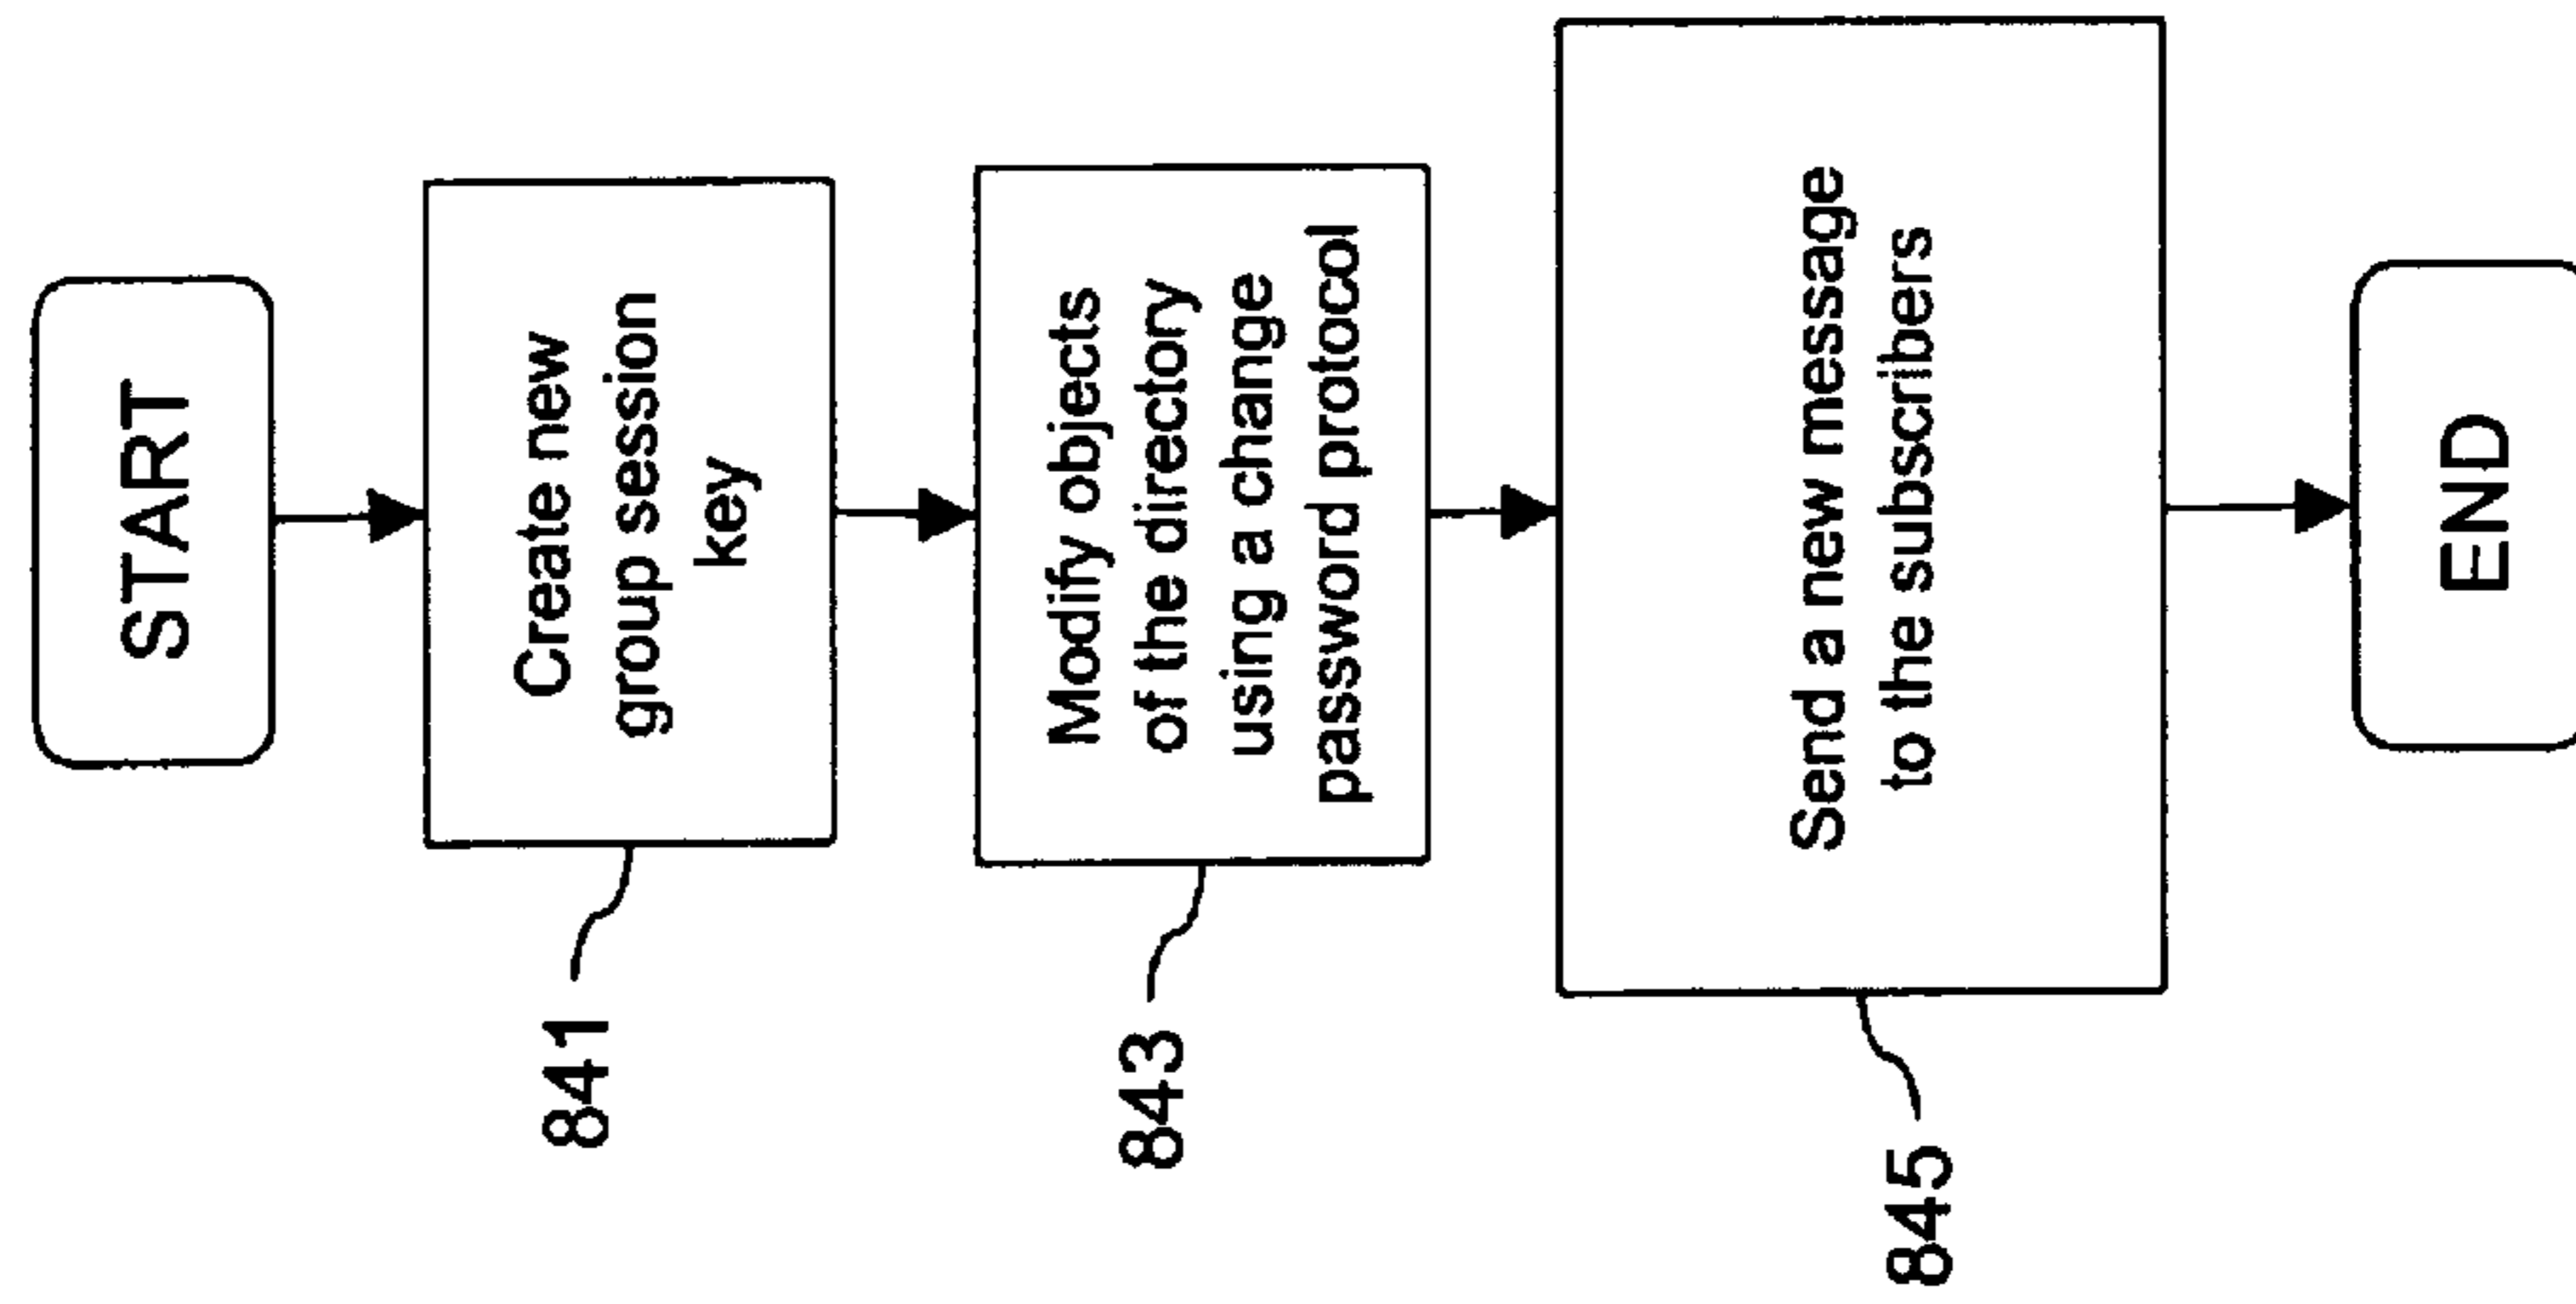 START
Create new
group session
key
841
Modify objects
of the directory
using a change
password protocol
843
Send a new message
to the subscribers
845
END